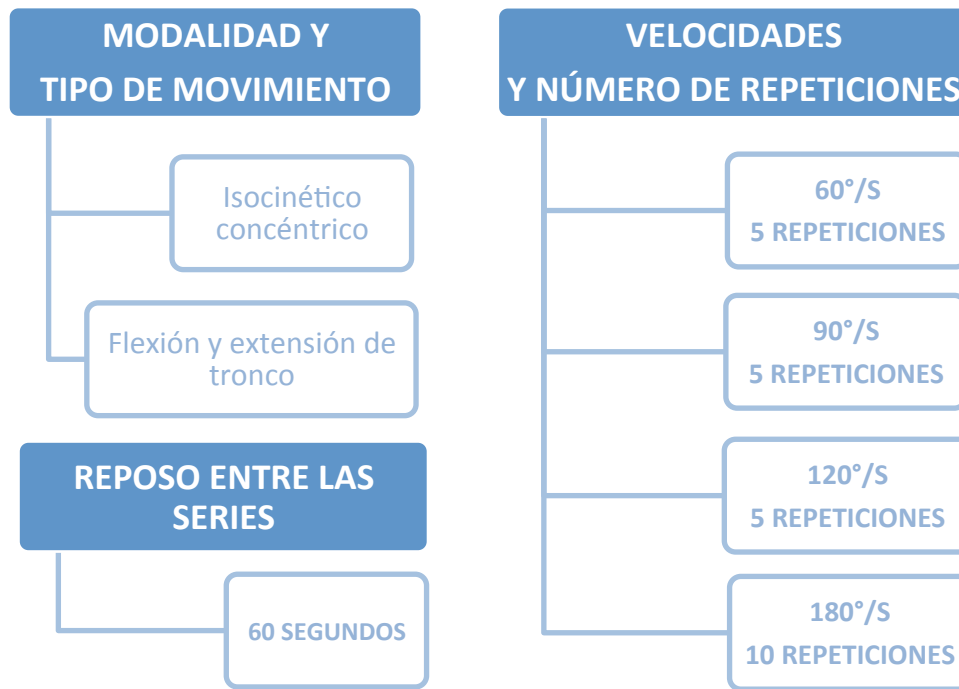 MODALIDAD Y
TIPO DE MOVIMIENTO
Isocinético
concéntrico
Flexión y extensión de
tronco
REPOSO ENTRE LAS
SERIES
60 SEGUNDOS
VELOCIDADES
Y NÚMERO DE REPETICIONES
60°/S
5 REPETICIONES
90°/S
5 REPETICIONES
120°/S
5 REPETICIONES
180°/S
10 REPETICIONES